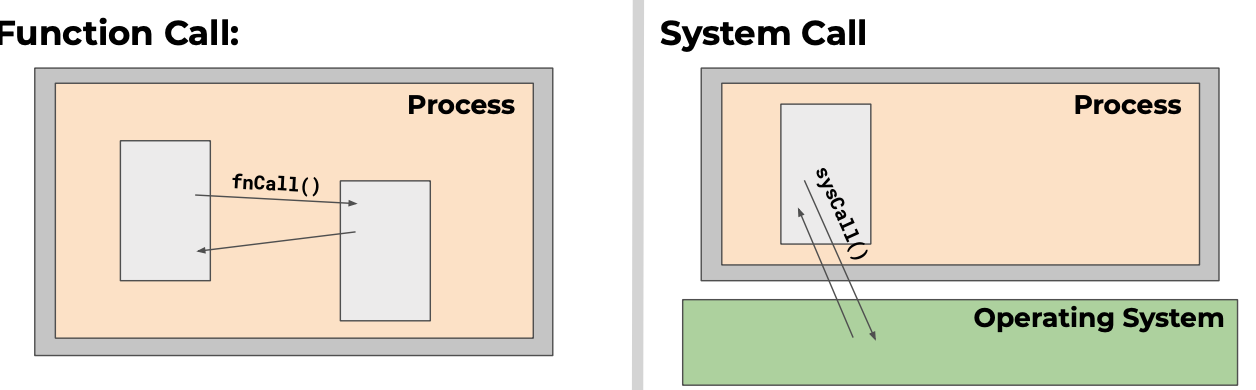 Function Call:
Process
fnCall()
System Call
Process
sysCall()
Operating System